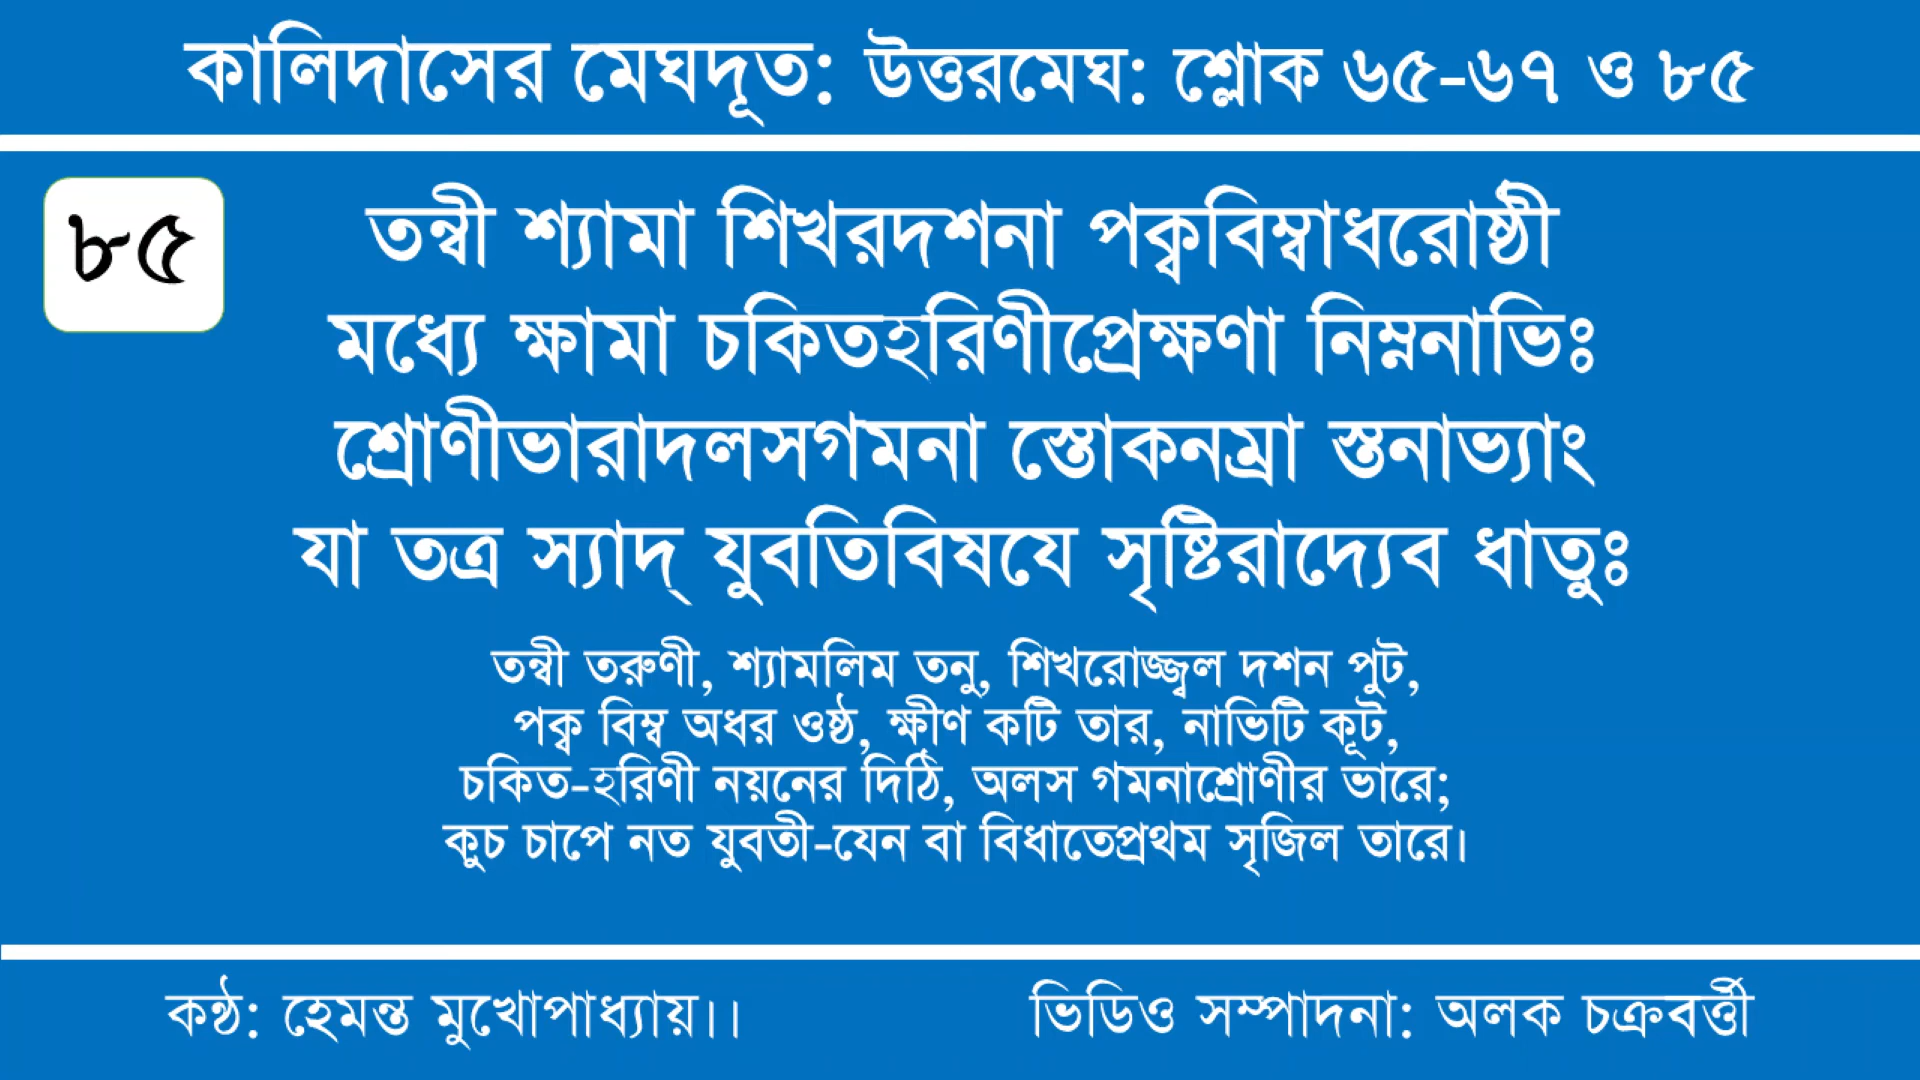 কালিদাসের মেঘদূত: উত্তরমেঘ: শ্লোক ৬৫-৬৭ ও ৮৫
৮৫
তন্বী শ্যামা শিখরদশনা পক্ববিম্বাধরোষ্ঠী
মধ্যে ক্ষামা চকিতহরিণীপ্রেক্ষণা নিম্ননাভিঃ
শ্রোণীভারাদলসগমনা স্তোকনম্রা স্তনাভ্যাং
যা তত্র স্যাদ্ যুবতিবিষযে সৃষ্টিরাদ্যেব ধাতুঃ
তন্বী তরুণী, শ্যামলিম তনু, শিখরোজ্জ্বল দশন পুট,
পক্ব বিম্ব অধর ওষ্ঠ, ক্ষীণ কটি তার, নাভিটি কূট,
চকিত-হরিণী নয়নের দিঠি, অলস গমনাশ্রোণীর ভারে;
কুচ চাপে নত যুবতী-যেন বা বিধাতেপ্রথম সৃজিল তারে।
কন্ঠ: হেমন্ত মুখোপাধ্যায়।।
ভিডিও সম্পাদনা: অলক চক্রবর্ত্তী